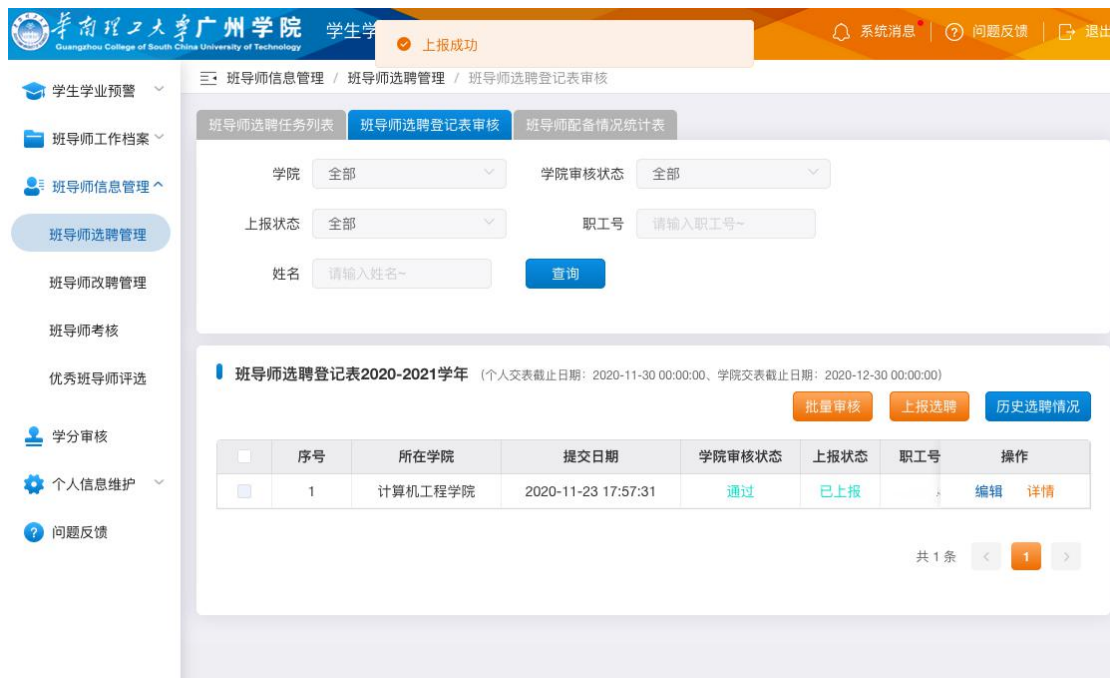 华南理工大学广州学院
Guangzhou College of South China University of Technology
学生学
上报成功
系统消息
问题反馈
退出
学生学业预警
班导师工作档案
班导师信息管理
班导师选聘管理
班导师改聘管理
班导师考核
优秀班导师评选
学分审核
个人信息维护
问题反馈
班导师信息管理 / 班导师选聘管理 / 班导师选聘登记表审核
班导师选聘任务列表 班导师选聘登记表审核 班导师配备情况统计表
学院 全部 学院审核状态 全部
上报状态 全部 职工号 请输入职工号~
姓名 请输入姓名~ 查询
班导师选聘登记表2020-2021学年 (个人交表截止日期：2020-11-30 00:00:00、学院交表截止日期：2020-12-30 00:00:00)
批量审核 上报选聘 历史选聘情况
序号 所在学院 提交日期 学院审核状态 上报状态 职工号 操作
1 计算机工程学院 2020-11-23 17:57:31 通过 已上报 编辑 详情
共 1 条 < 1 >